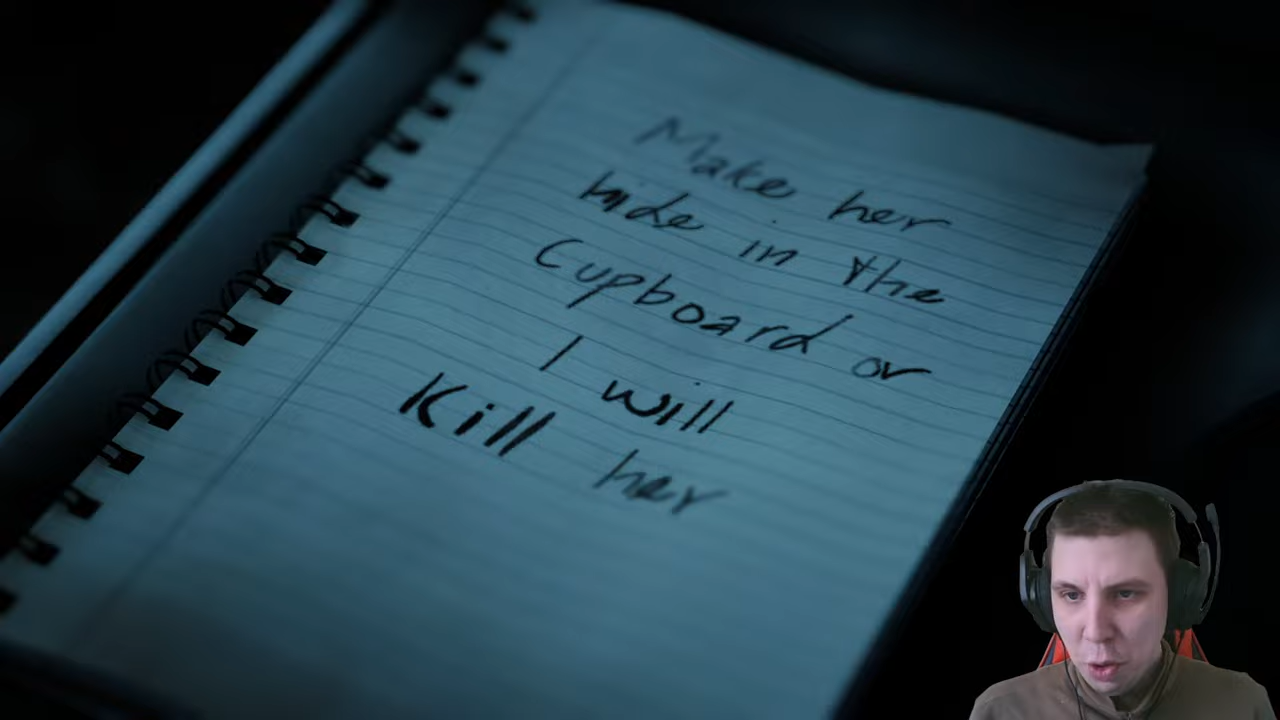 Make her
hide in the
Cupboard or
I will
Kill her